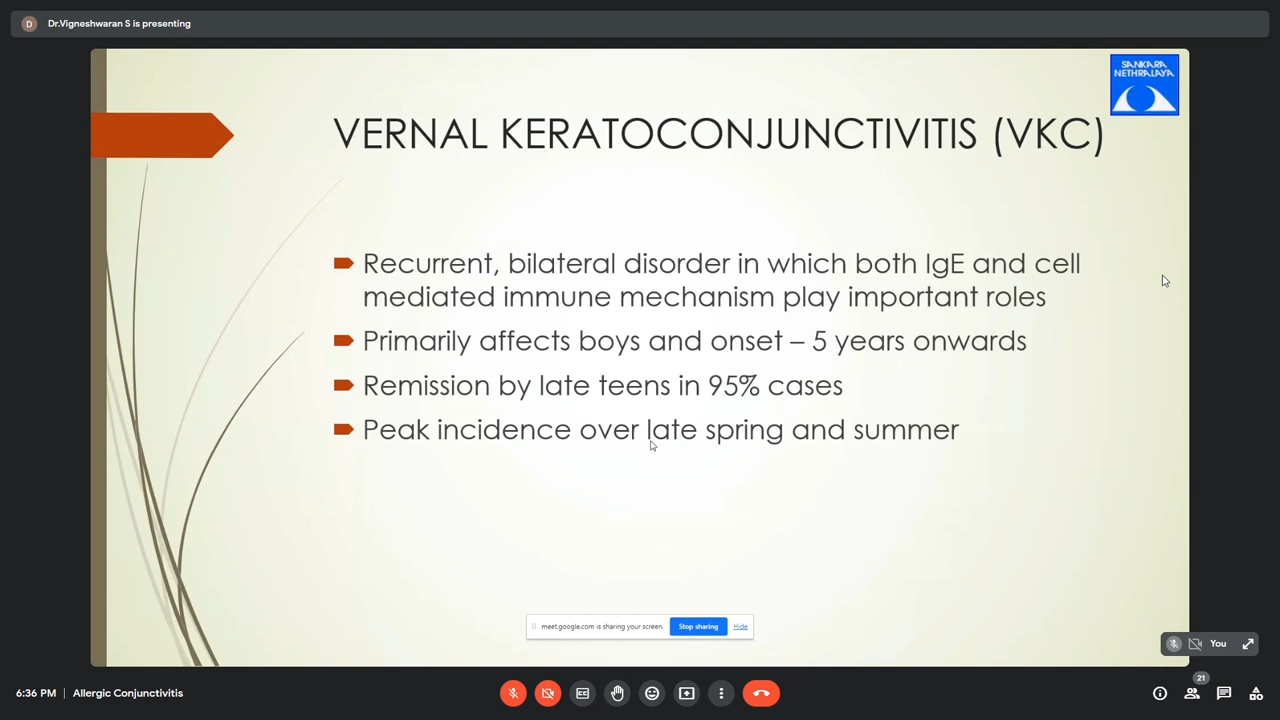 D
Dr.Vigneshwaran S is presenting
SANKARA
NETHRALAYA
VERNAL KERATOCONJUNCTIVITIS (VKC)
Recurrent, bilateral disorder in which both IgE and cell
mediated immune mechanism play important roles
Primarily affects boys and onset – 5 years onwards
Remission by late teens in 95% cases
Peak incidence over late spring and summer
meet.google.com is sharing your screen.
Stop sharing
Hide
You
6:36 PM | Allergic Conjunctivitis
21